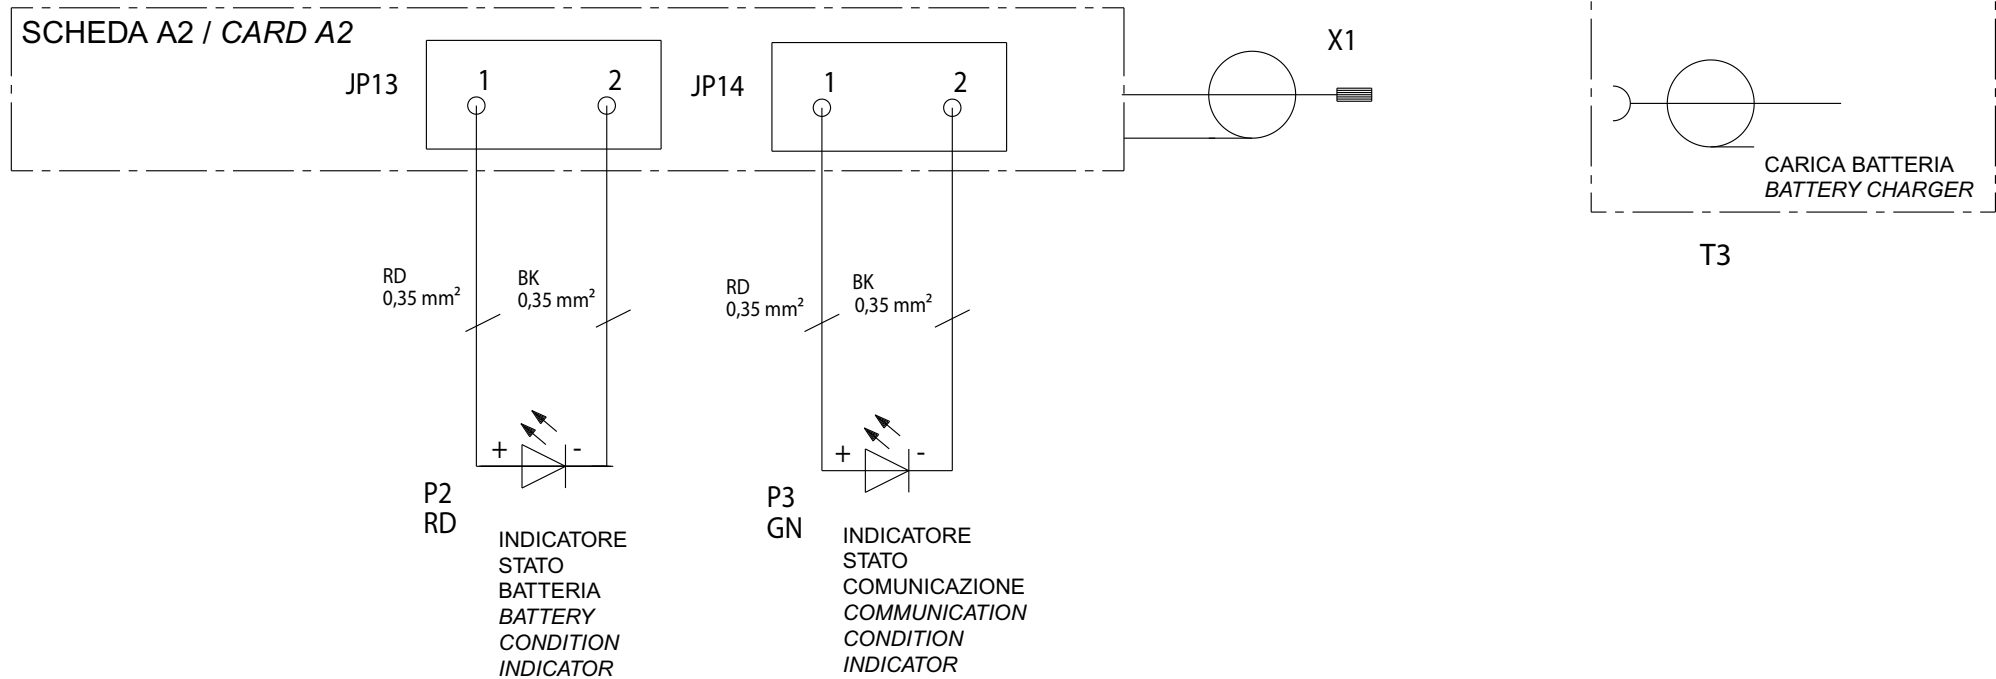 SCHEDA A2 / CARD A2
JP13
1
2
JP14
1
2
X1
CARICA BATTERIA
BATTERY CHARGER
T3
RD
0,35 mm²
BK
0,35 mm²
RD
0,35 mm²
BK
0,35 mm²
+
-
P2
RD
INDICATORE
STATO
BATTERIA
BATTERY
CONDITION
INDICATOR
+
-
P3
GN
INDICATORE
STATO
COMUNICAZIONE
COMMUNICATION
CONDITION
INDICATOR